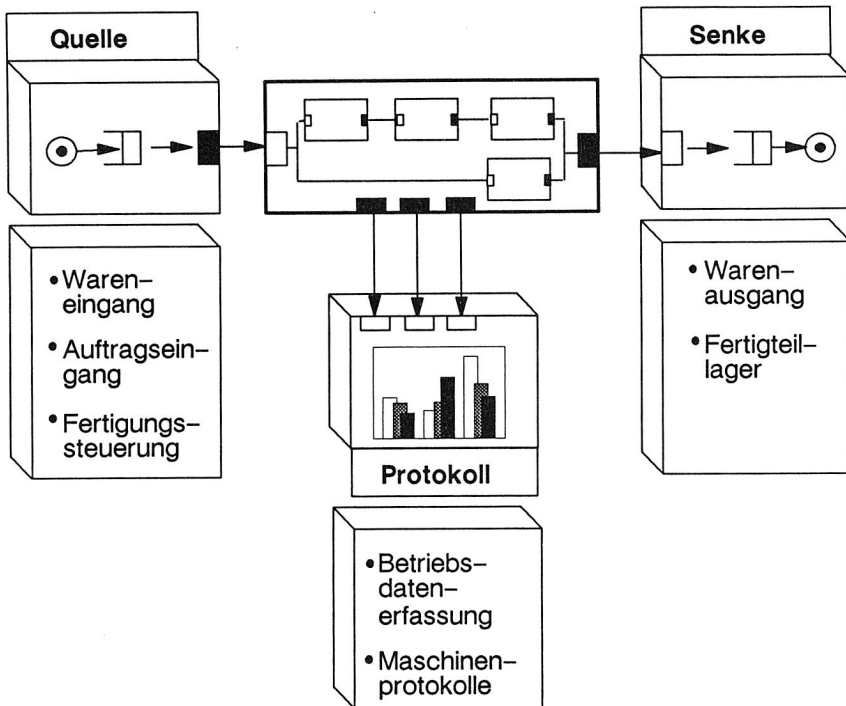 Quelle
Senke
• Waren–
eingang
• Auftragsein–
gang
• Fertigungs–
steuerung
• Waren–
ausgang
• Fertigteil–
lager
Protokoll
• Betriebs–
daten–
erfassung
• Maschinen–
protokolle